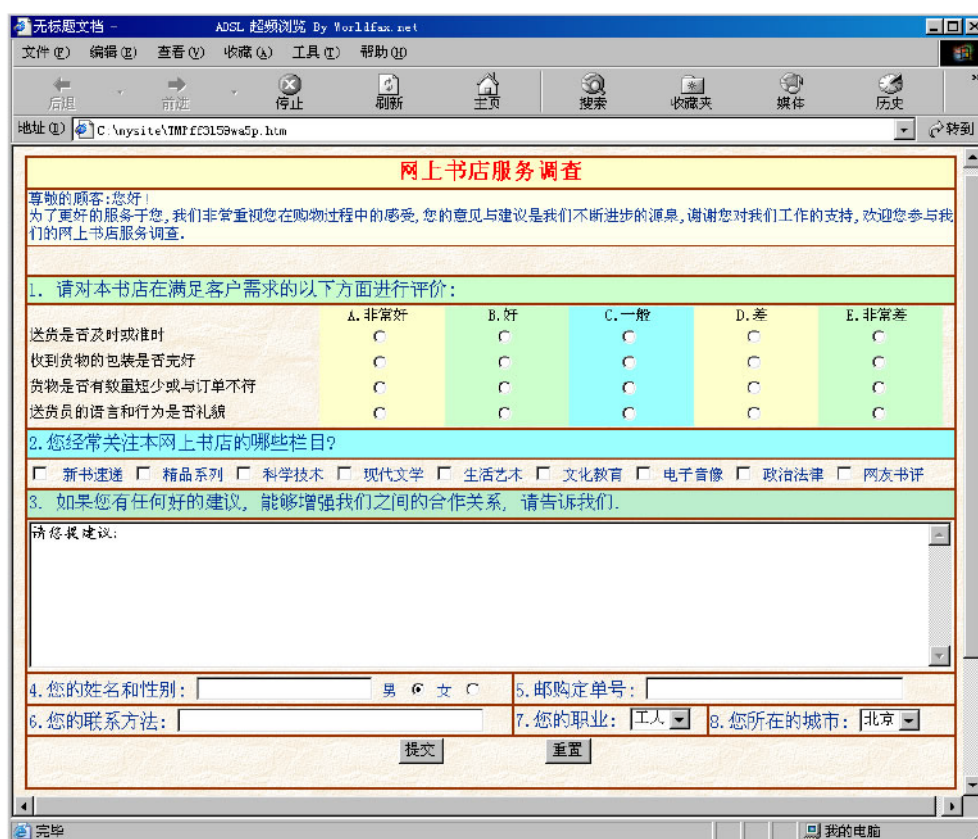 无标题文档 - ADSL 超频浏览 By Worldfax.net
文件(F) 编辑(E) 查看(V) 收藏(A) 工具(T) 帮助(H)
后退 前进 停止 刷新 主页 搜索 收藏夹 媒体 历史
地址(D) C:\mysite\TMPff3159wa5p.htm 转到
网上书店服务调查
尊敬的顾客:您好!
为了更好的服务于您,我们非常重视您在购物过程中的感受,您的意见与建议是我们不断进步的源泉,谢谢您对我们工作的支持,欢迎您参与我
们的网上书店服务调查.
1. 请对本书店在满足客户需求的以下方面进行评价:
A.非常好 B.好 C.一般 D.差 E.非常差
送货是否及时或准时
收到货物的包装是否完好
货物是否有数量短少或与订单不符
送货员的语言和行为是否礼貌
2.您经常关注本网上书店的哪些栏目?
新书速递 精品系列 科学技术 现代文学 生活艺术 文化教育 电子音像 政治法律 网友书评
3. 如果您有任何好的建议, 能够增强我们之间的合作关系, 请告诉我们.
请您提建议:
4.您的姓名和性别: 男 女 5.邮购定单号:
6.您的联系方法: 7.您的职业: 工人 8.您所在的城市: 北京
提交 重置
完毕 我的电脑